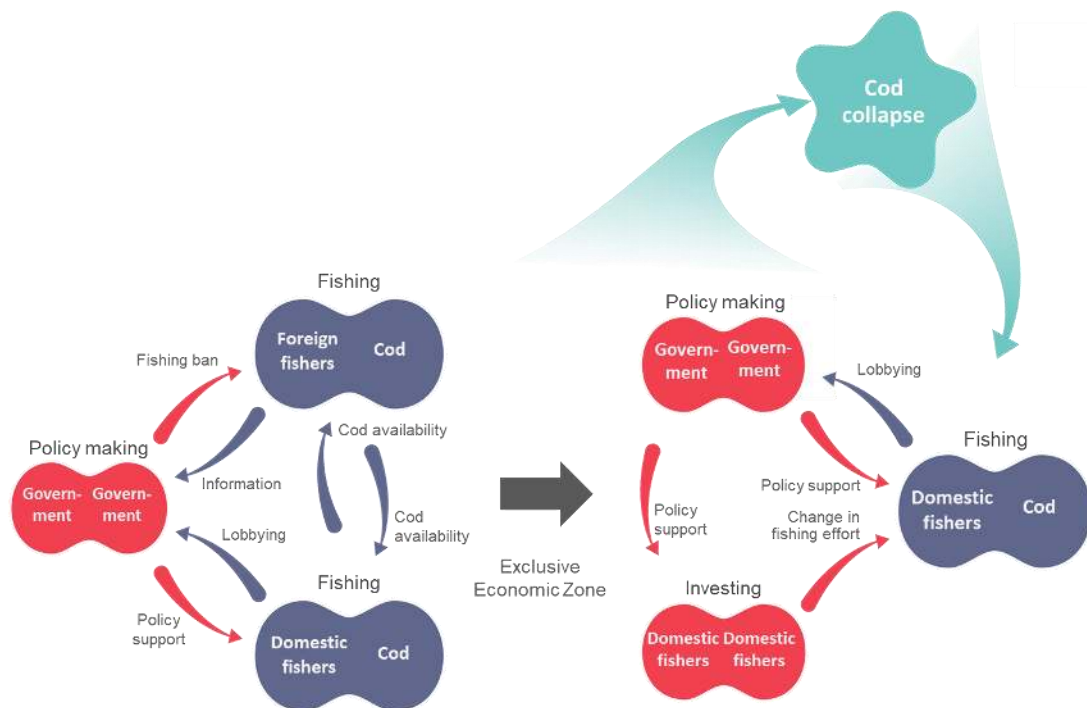 Cod
collapse
Fishing
Foreign
fishers
Cod
Fishing ban
Cod availability
Policy making
Govern-
ment
Govern-
ment
Information
Lobbying
Cod
availability
Fishing
Policy
support
Domestic
fishers
Cod
Exclusive
Economic Zone
Policy making
Govern-
ment
Govern-
ment
Lobbying
Fishing
Policy support
Domestic
fishers
Cod
Policy
support
Change in
fishing effort
Investing
Domestic
fishers
Domestic
fishers